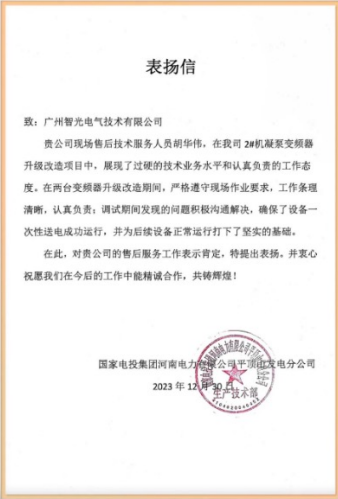 表扬信
致：广州智光电气技术有限公司
贵公司现场售后技术服务人员胡华伟，在我司 2#机凝泵变频器
升级改造项目中，展现了过硬的技术业务水平和认真负责的工作态
度。在两台变频器升级改造期间，严格遵守现场作业要求，工作条理
清晰，认真负责；调试期间发现的问题积极沟通解决，确保了设备一
次性送电成功运行，并为后续设备正常运行打下了坚实的基础。
在此，对贵公司的售后服务工作表示肯定，特提出表扬。并衷心
祝愿我们在今后的工作中能精诚合作，共铸辉煌！
国家电投集团河南电力有限公司平顶山发电分公司
2023 年 12 月 30 日
生产技术部